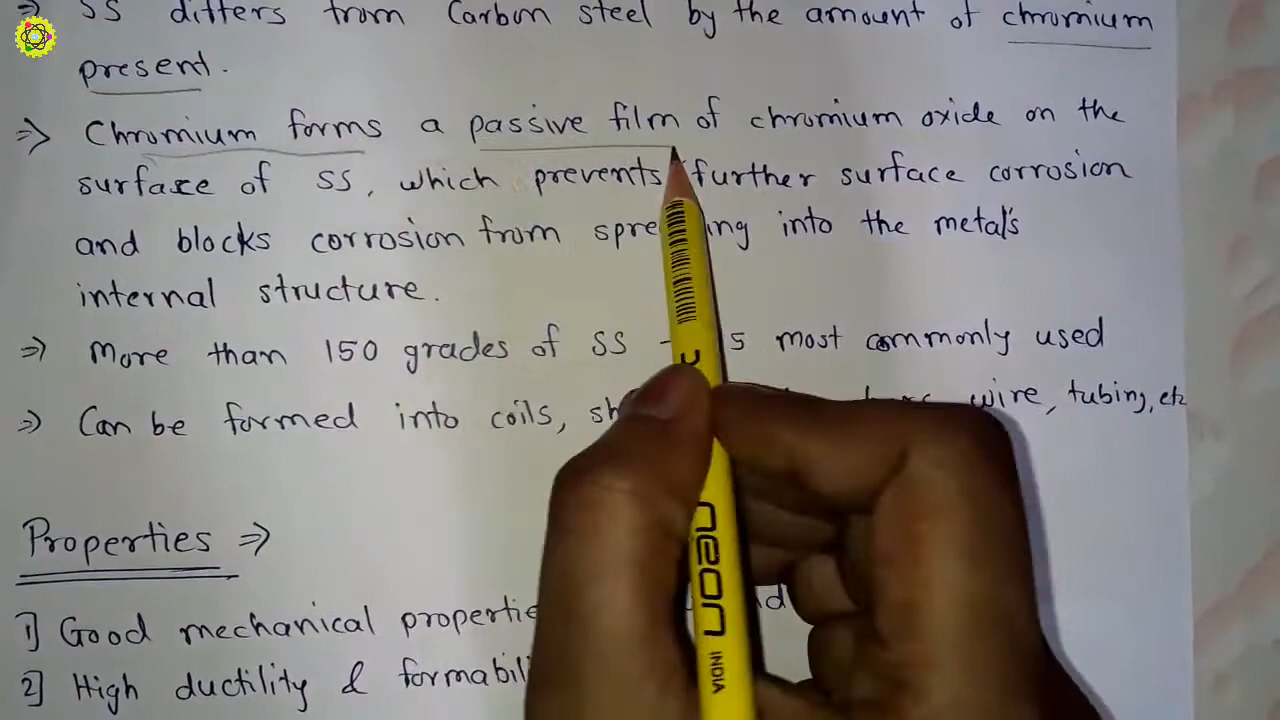 ⇒ SS differs from Carbon steel by the amount of chromium
present.
⇒ Chromium forms a passive film of chromium oxide on the
surface of SS, which prevents further surface corrosion
and blocks corrosion from spre ing into the metal's
internal structure.
⇒ More than 150 grades of SS - 5 most commonly used
⇒ Can be formed into coils, sh wire, tubing, etc
Properties ⇒
1] Good mechanical propertie
2] High ductility & formabili
neon INDIA